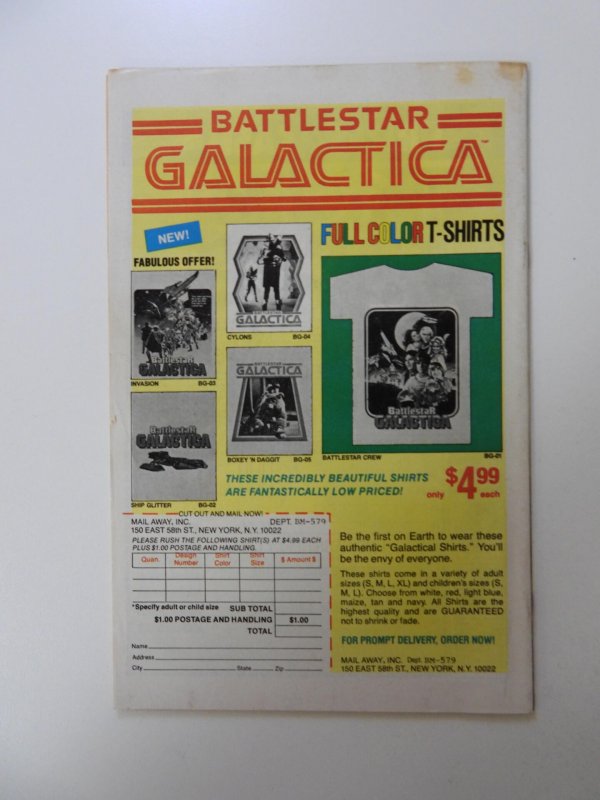 BATTLESTAR
GALACTICA™
NEW!
FABULOUS OFFER!
FULL COLOR T-SHIRTS
Battlestar
GALACTICA
INVASION BG-03
BATTLESTAR
GALACTICA
CYLONS BG-04
BattlestaR
GALACTICA
SHIP GLITTER BG-02
BATTLESTAR
GALACTICA
BOXEY 'N DAGGIT BG-05
BattlestaR
GALACTICA
BATTLESTAR CREW BG-01
THESE INCREDIBLY BEAUTIFUL SHIRTS
ARE FANTASTICALLY LOW PRICED!
only $4.99 each
CUT OUT AND MAIL NOW!
MAIL AWAY, INC. DEPT. BM-579
150 EAST 58th ST., NEW YORK, N.Y. 10022
PLEASE RUSH THE FOLLOWING SHIRT(S) AT $4.99 EACH
PLUS $1.00 POSTAGE AND HANDLING.
Quan. Design Number Shirt Color Shirt Size $ Amount $
*Specify adult or child size SUB TOTAL
$1.00 POSTAGE AND HANDLING $1.00
TOTAL
Name
Address
City State Zip
Be the first on Earth to wear these
authentic "Galactical Shirts." You'll
be the envy of everyone.
These shirts come in a variety of adult
sizes (S, M, L, XL) and children's sizes (S,
M, L). Choose from white, red, light blue,
maize, tan and navy. All Shirts are the
highest quality and are GUARANTEED
not to shrink or fade.
FOR PROMPT DELIVERY, ORDER NOW!
MAIL AWAY, INC. Dept. BM-579
150 EAST 58th ST., NEW YORK, N.Y. 10022